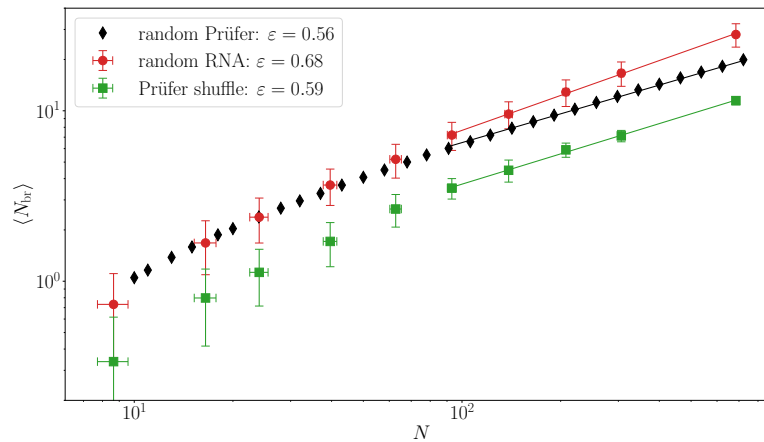 random Prüfer: ε = 0.56
random RNA: ε = 0.68
Prüfer shuffle: ε = 0.59
10¹
10⁰
⟨N_br⟩
10¹ 10² 
N